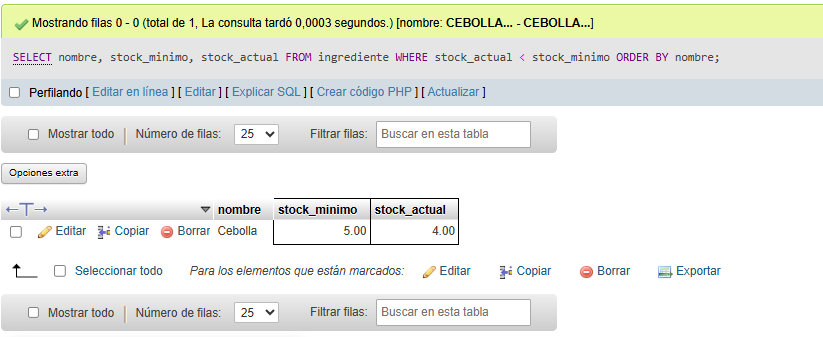 Mostrando filas 0 - 0 (total de 1, La consulta tardó 0,0003 segundos.) [nombre: CEBOLLA... - CEBOLLA...]
SELECT nombre, stock_minimo, stock_actual FROM ingrediente WHERE stock_actual < stock_minimo ORDER BY nombre;
Perfilando [ Editar en línea ] [ Editar ] [ Explicar SQL ] [ Crear código PHP ] [ Actualizar ]
Mostrar todo | Número de filas: 25 Filtrar filas: Buscar en esta tabla
Opciones extra
←T→ nombre stock_minimo stock_actual
Editar Copiar Borrar Cebolla 5.00 4.00
Seleccionar todo Para los elementos que están marcados: Editar Copiar Borrar Exportar
Mostrar todo | Número de filas: 25 Filtrar filas: Buscar en esta tabla